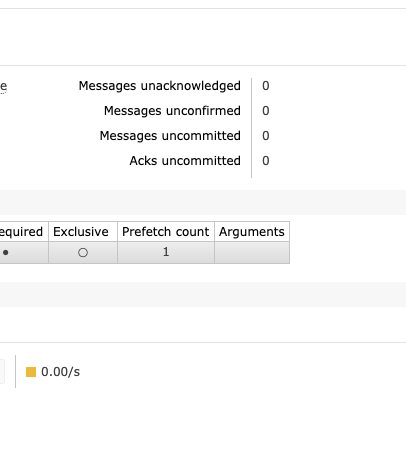 e
Messages unacknowledged 0
Messages unconfirmed 0
Messages uncommitted 0
Acks uncommitted 0
equired Exclusive Prefetch count Arguments
● ○ 1
0.00/s